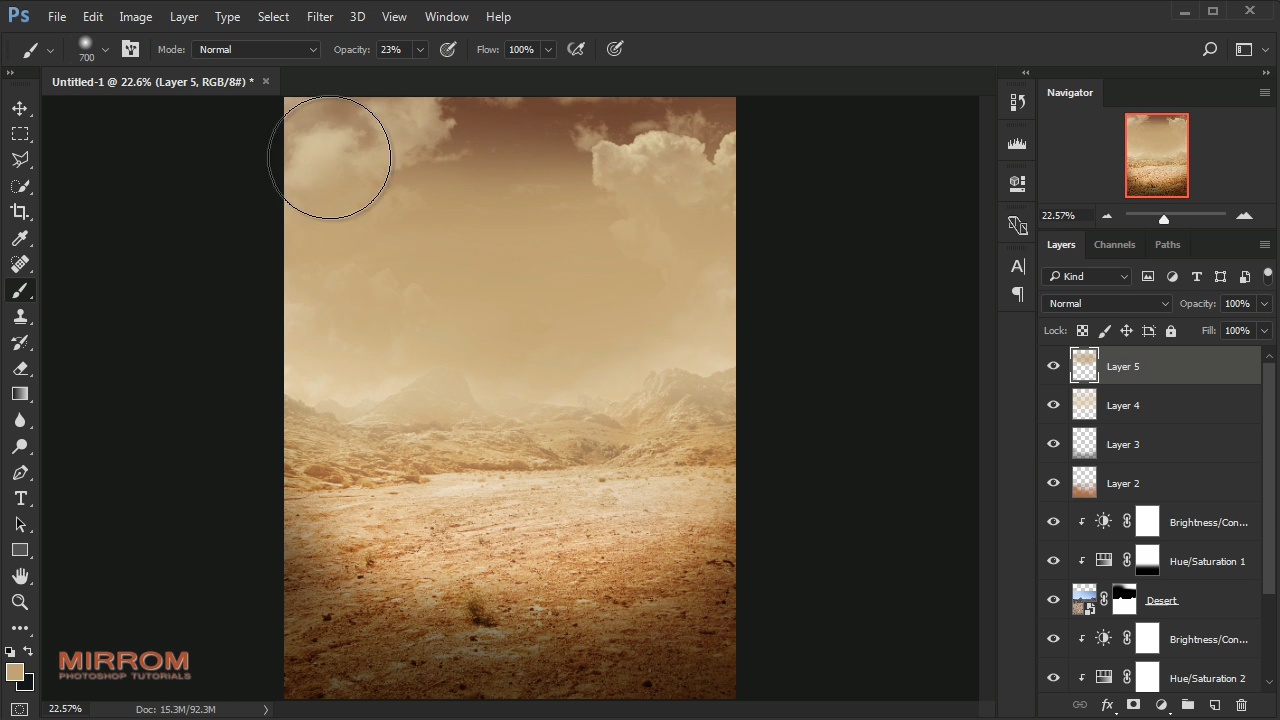 Ps File Edit Image Layer Type Select Filter 3D View Window Help
700 Mode: Normal Opacity: 23% Flow: 100%
Untitled-1 @ 22.6% (Layer 5, RGB/8#) * ×
Navigator
22.57%
Layers Channels Paths
Kind
Normal Opacity: 100%
Lock: Fill: 100%
Layer 5
Layer 4
Layer 3
Layer 2
Brightness/Con...
Hue/Saturation 1
Desert
Brightness/Con...
Hue/Saturation 2
MIRROM
PHOTOSHOP TUTORIALS
22.57% Doc: 15.3M/92.3M